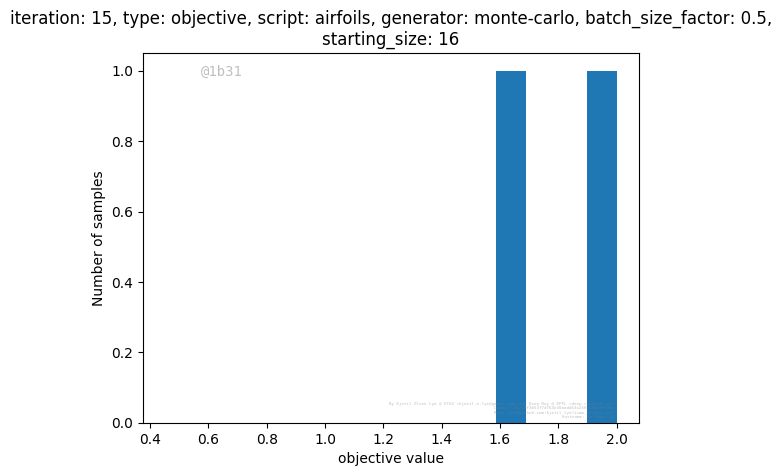 iteration: 15, type: objective, script: airfoils, generator: monte-carlo, batch_size_factor: 0.5,
starting_size: 16
@1b31
1.0
0.8
0.6
0.4
0.2
0.0
Number of samples
0.4 0.6 0.8 1.0 1.2 1.4 1.6 1.8 2.0
objective value